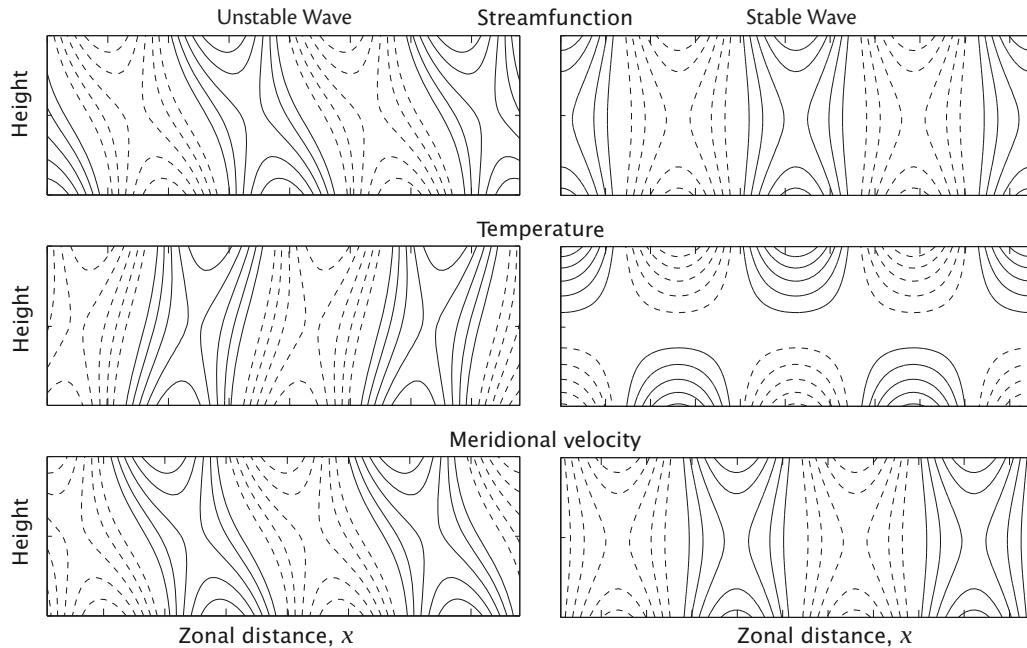 Unstable Wave Streamfunction Stable Wave
Height
Temperature
Height
Meridional velocity
Height
Zonal distance, x Zonal distance, x